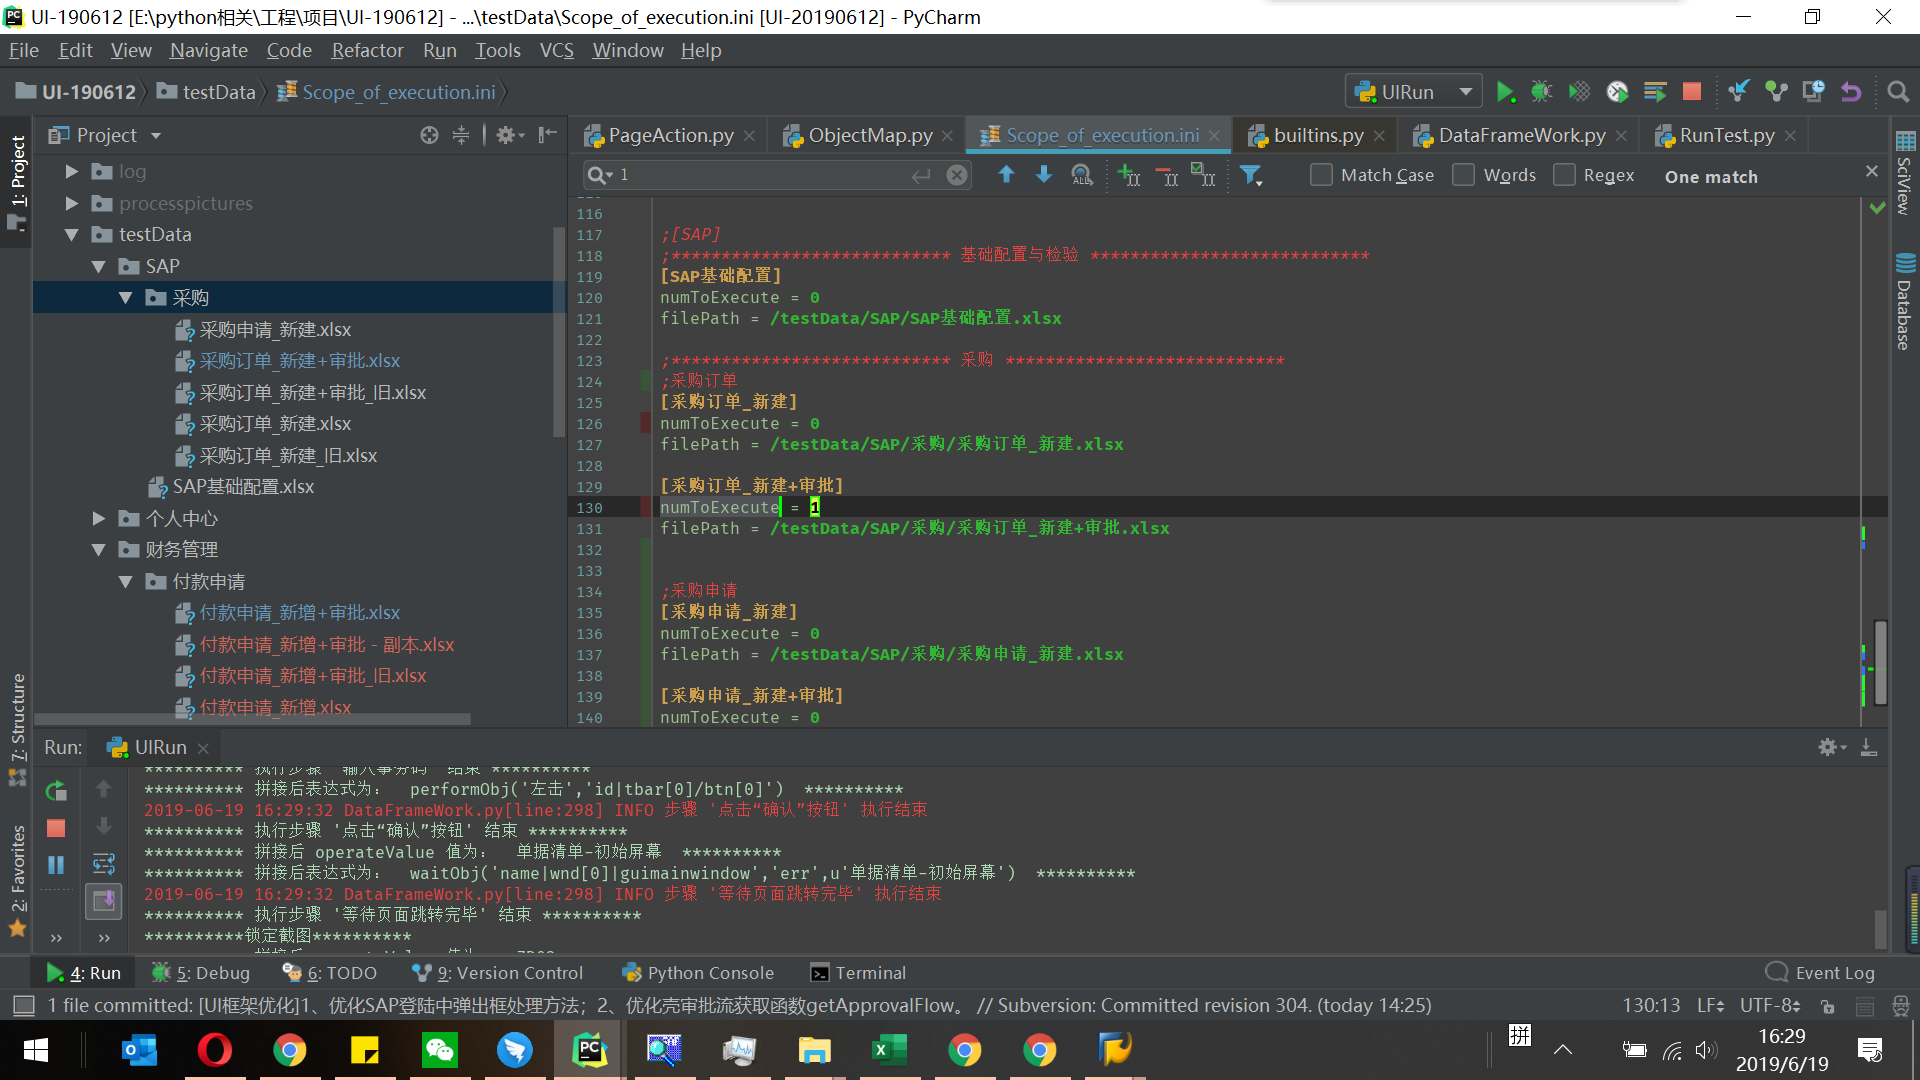 UI-190612 [E:\python相关\工程\项目\UI-190612] - ...\testData\Scope_of_execution.ini [UI-20190612] - PyCharm
File Edit View Navigate Code Refactor Run Tools VCS Window Help
UI-190612 testData Scope_of_execution.ini
UIRun
1: Project
Project
PageAction.py ObjectMap.py Scope_of_execution.ini builtins.py DataFrameWork.py RunTest.py
1
Match Case Words Regex One match
log
processpictures
testData
SAP
采购
采购申请_新建.xlsx
采购订单_新建+审批.xlsx
采购订单_新建+审批_旧.xlsx
采购订单_新建.xlsx
采购订单_新建_旧.xlsx
SAP基础配置.xlsx
个人中心
财务管理
付款申请
付款申请_新增+审批.xlsx
付款申请_新增+审批 - 副本.xlsx
付款申请_新增+审批_旧.xlsx
付款申请_新增.xlsx
116
117 ;[SAP]
118 ;**************************** 基础配置与检验 ****************************
119 [SAP基础配置]
120 numToExecute = 0
121 filePath = /testData/SAP/SAP基础配置.xlsx
122
123 ;**************************** 采购 ****************************
124 ;采购订单
125 [采购订单_新建]
126 numToExecute = 0
127 filePath = /testData/SAP/采购/采购订单_新建.xlsx
128
129 [采购订单_新建+审批]
130 numToExecute = 1
131 filePath = /testData/SAP/采购/采购订单_新建+审批.xlsx
132
133
134 ;采购申请
135 [采购申请_新建]
136 numToExecute = 0
137 filePath = /testData/SAP/采购/采购申请_新建.xlsx
138
139 [采购申请_新建+审批]
140 numToExecute = 0
SciView
Database
7: Structure
2: Favorites
Run: UIRun
********** 执行步骤 '输入事务码' 结束 **********
********** 拼接后表达式为： performObj('左击','id|tbar[0]/btn[0]') **********
2019-06-19 16:29:32 DataFrameWork.py[line:298] INFO 步骤 '点击“确认”按钮' 执行结束
********** 执行步骤 '点击“确认”按钮' 结束 **********
********** 拼接后 operateValue 值为： 单据清单-初始屏幕 **********
********** 拼接后表达式为： waitObj('name|wnd[0]|guimainwindow','err',u'单据清单-初始屏幕') **********
2019-06-19 16:29:32 DataFrameWork.py[line:298] INFO 步骤 '等待页面跳转完毕' 执行结束
********** 执行步骤 '等待页面跳转完毕' 结束 **********
**********锁定截图**********
4: Run 5: Debug 6: TODO 9: Version Control Python Console Terminal Event Log
1 file committed: [UI框架优化]1、优化SAP登陆中弹出框处理方法；2、优化壳审批流获取函数getApprovalFlow。 // Subversion: Committed revision 304. (today 14:25) 130:13 LF UTF-8
拼
16:29
2019/6/19